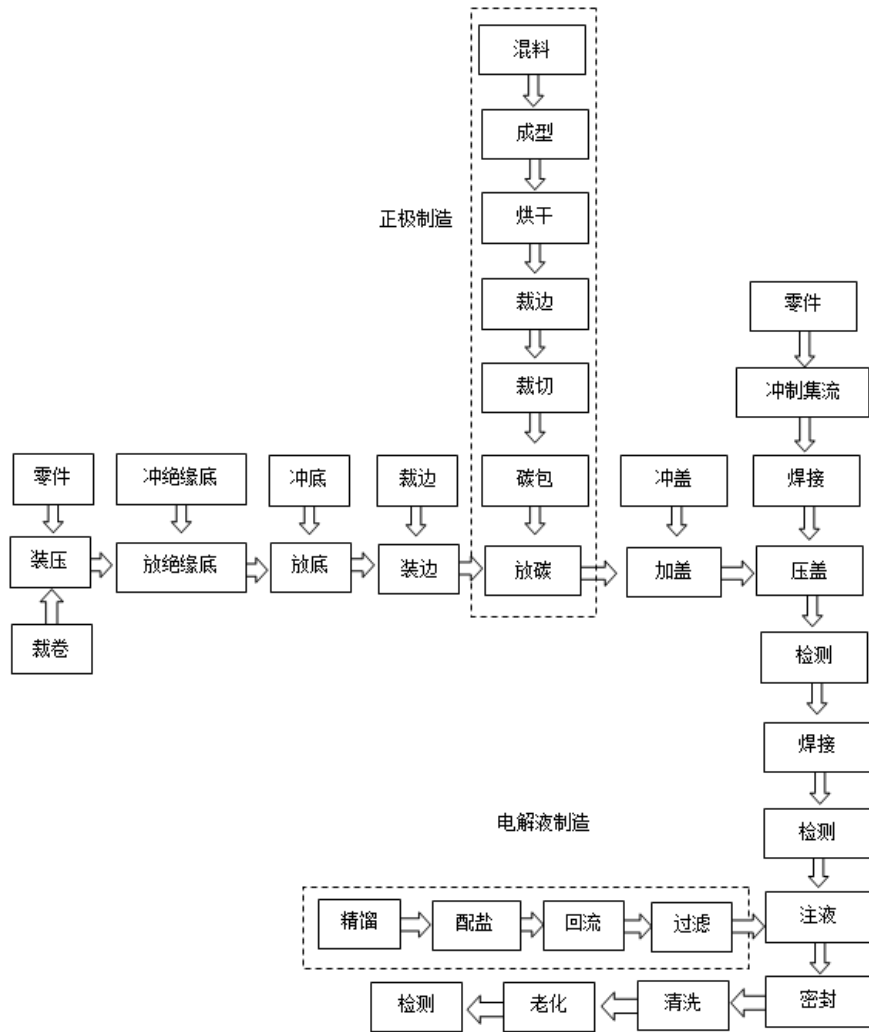 混料
成型
正极制造
烘干
裁边
零件
裁切
冲制集流
零件
冲绝缘底
冲底
裁边
碳包
冲盖
焊接
装压
放绝缘底
放底
装边
放碳
加盖
压盖
裁卷
检测
焊接
电解液制造
检测
精馏
配盐
回流
过滤
注液
检测
老化
清洗
密封